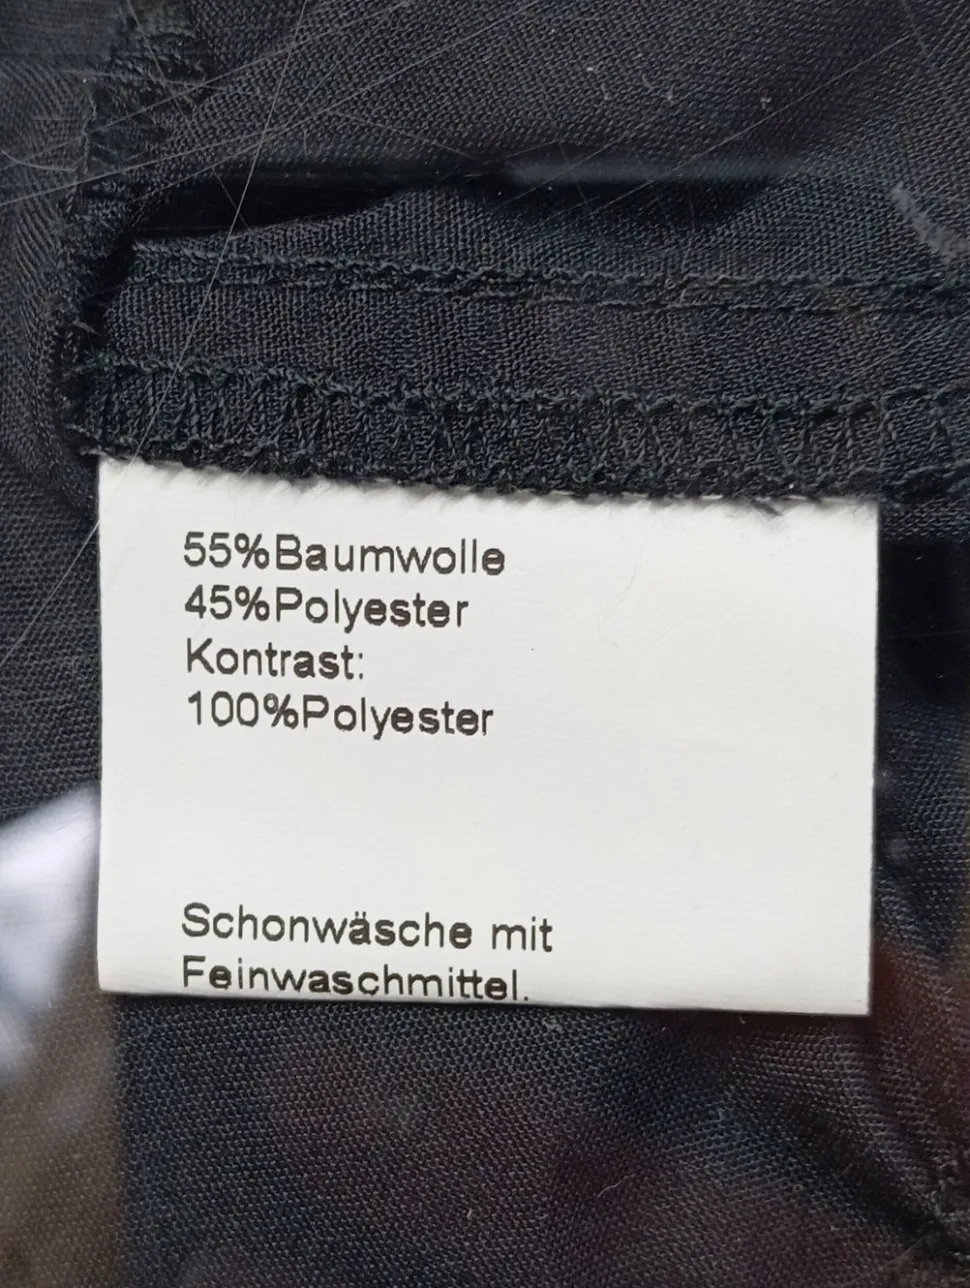 55%Baumwolle
45%Polyester
Kontrast:
100%Polyester
Schonwäsche mit
Feinwaschmittel.